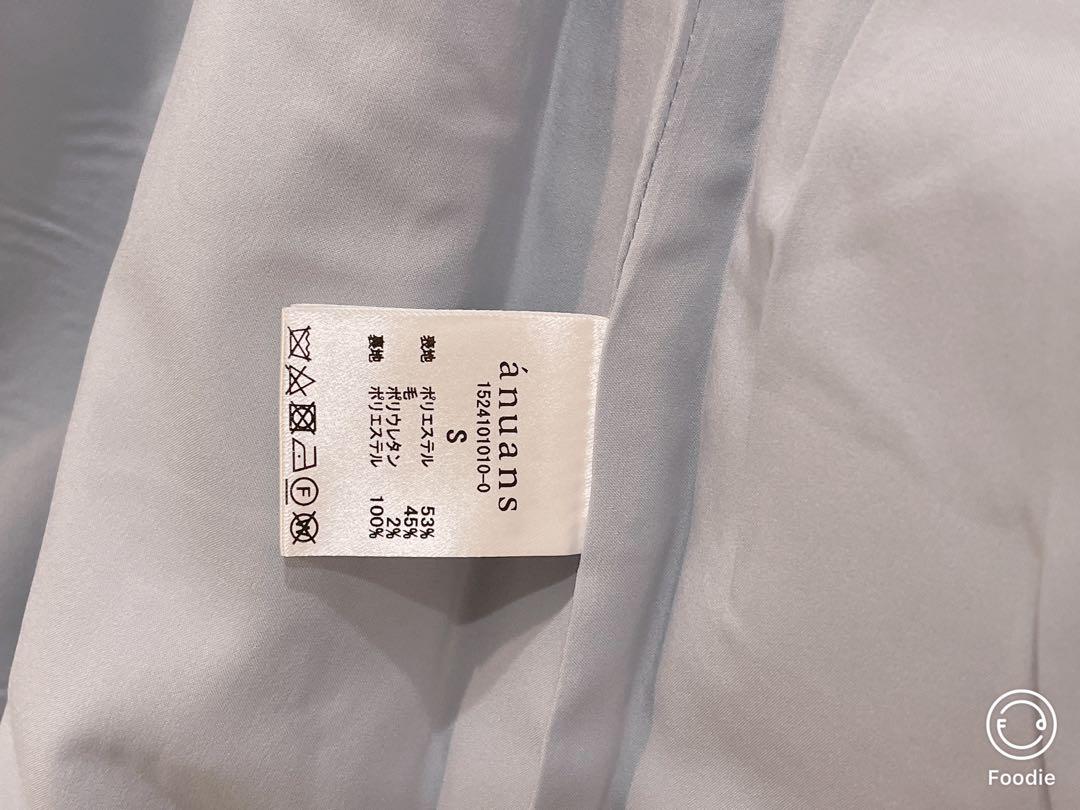 ánuans
1524101010-0
S
表地 ポリエステル 53%
毛 45%
ポリウレタン 2%
裏地 ポリエステル 100%
F
W
F d
Foodie